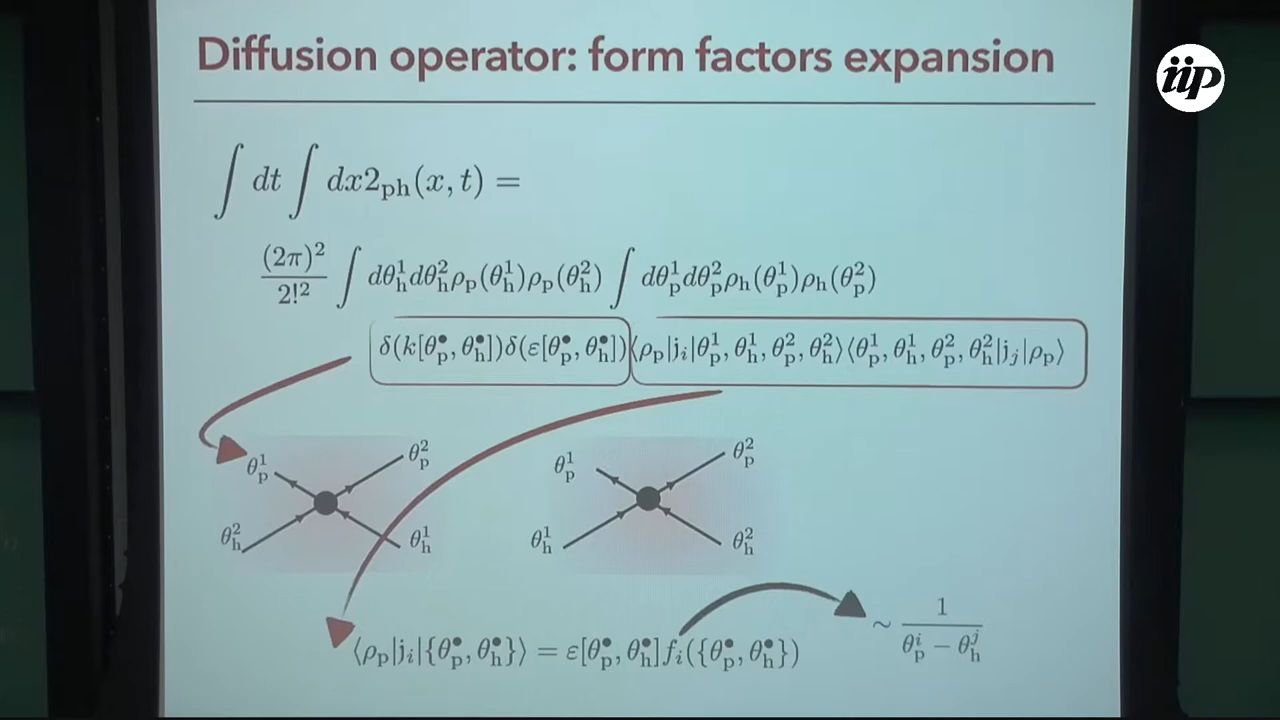 Diffusion operator: form factors expansion
iip
∫ dt ∫ dx2_ph(x, t) =
(2π)²/2!² ∫ dθ_h^1 dθ_h^2 ρ_p(θ_h^1)ρ_p(θ_h^2) ∫ dθ_p^1 dθ_p^2 ρ_h(θ_p^1)ρ_h(θ_p^2)
δ(k[θ_p^•, θ_h^•])δ(ε[θ_p^•, θ_h^•])⟨ρ_p|j_i|θ_p^1, θ_h^1, θ_p^2, θ_h^2⟩⟨θ_p^1, θ_h^1, θ_p^2, θ_h^2|j_j|ρ_p⟩
θ_p^1 θ_p^2 θ_p^1 θ_p^2
θ_h^2 θ_h^1 θ_h^1 θ_h^2
⟨ρ_p|j_i|{θ_p^•, θ_h^•}⟩ = ε[θ_p^•, θ_h^•]f_i({θ_p^•, θ_h^•}) ~ 1/(θ_p^i − θ_h^j)